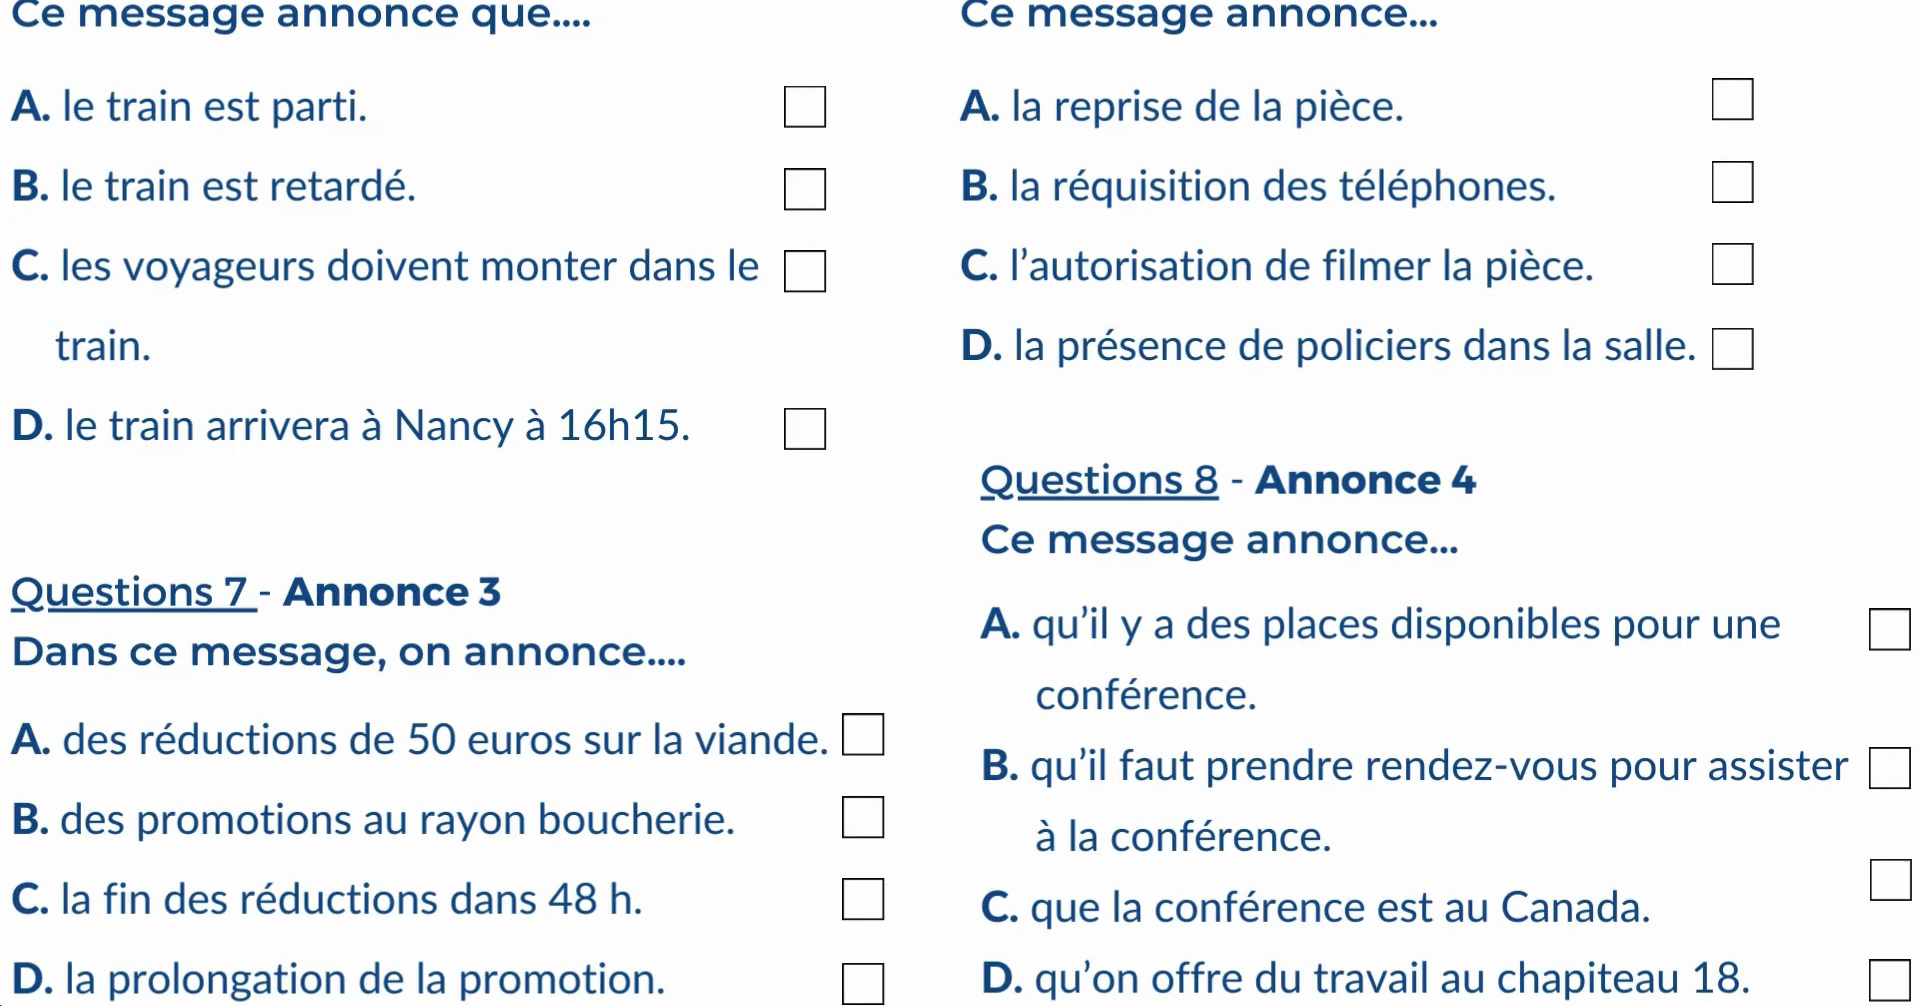 Ce message annonce que....
A. le train est parti.
B. le train est retardé.
C. les voyageurs doivent monter dans le
train.
D. le train arrivera à Nancy à 16h15.
Questions 7 - Annonce 3
Dans ce message, on annonce....
A. des réductions de 50 euros sur la viande.
B. des promotions au rayon boucherie.
C. la fin des réductions dans 48 h.
D. la prolongation de la promotion.
Ce message annonce...
A. la reprise de la pièce.
B. la réquisition des téléphones.
C. l’autorisation de filmer la pièce.
D. la présence de policiers dans la salle.
Questions 8 - Annonce 4
Ce message annonce...
A. qu’il y a des places disponibles pour une
conférence.
B. qu’il faut prendre rendez-vous pour assister
à la conférence.
C. que la conférence est au Canada.
D. qu’on offre du travail au chapiteau 18.